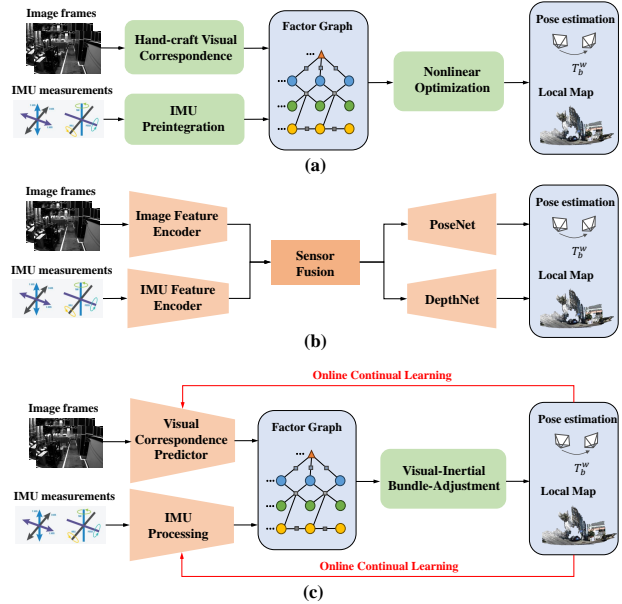 Image frames
Hand-craft Visual
Correspondence
IMU measurements
IMU
Preintegration
Factor Graph
Nonlinear
Optimization
Pose estimation
T_b^w
Local Map
(a)
Image frames
Image Feature
Encoder
IMU measurements
IMU Feature
Encoder
Sensor
Fusion
PoseNet
DepthNet
Pose estimation
T_b^w
Local Map
(b)
Online Continual Learning
Image frames
Visual
Correspondence
Predictor
IMU measurements
IMU
Processing
Factor Graph
Visual-Inertial
Bundle-Adjustment
Pose estimation
T_b^w
Local Map
Online Continual Learning
(c)